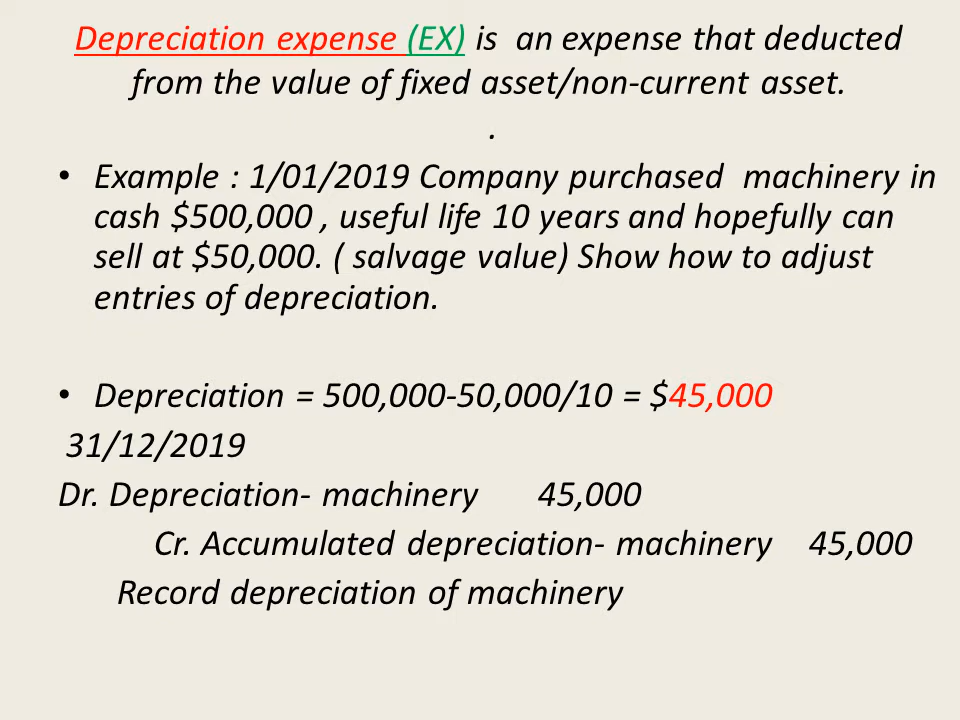 Depreciation expense (EX) is an expense that deducted
from the value of fixed asset/non-current asset.
.
• Example : 1/01/2019 Company purchased machinery in
cash $500,000 , useful life 10 years and hopefully can
sell at $50,000. ( salvage value) Show how to adjust
entries of depreciation.
• Depreciation = 500,000-50,000/10 = $45,000
31/12/2019
Dr. Depreciation- machinery 45,000
Cr. Accumulated depreciation- machinery 45,000
Record depreciation of machinery